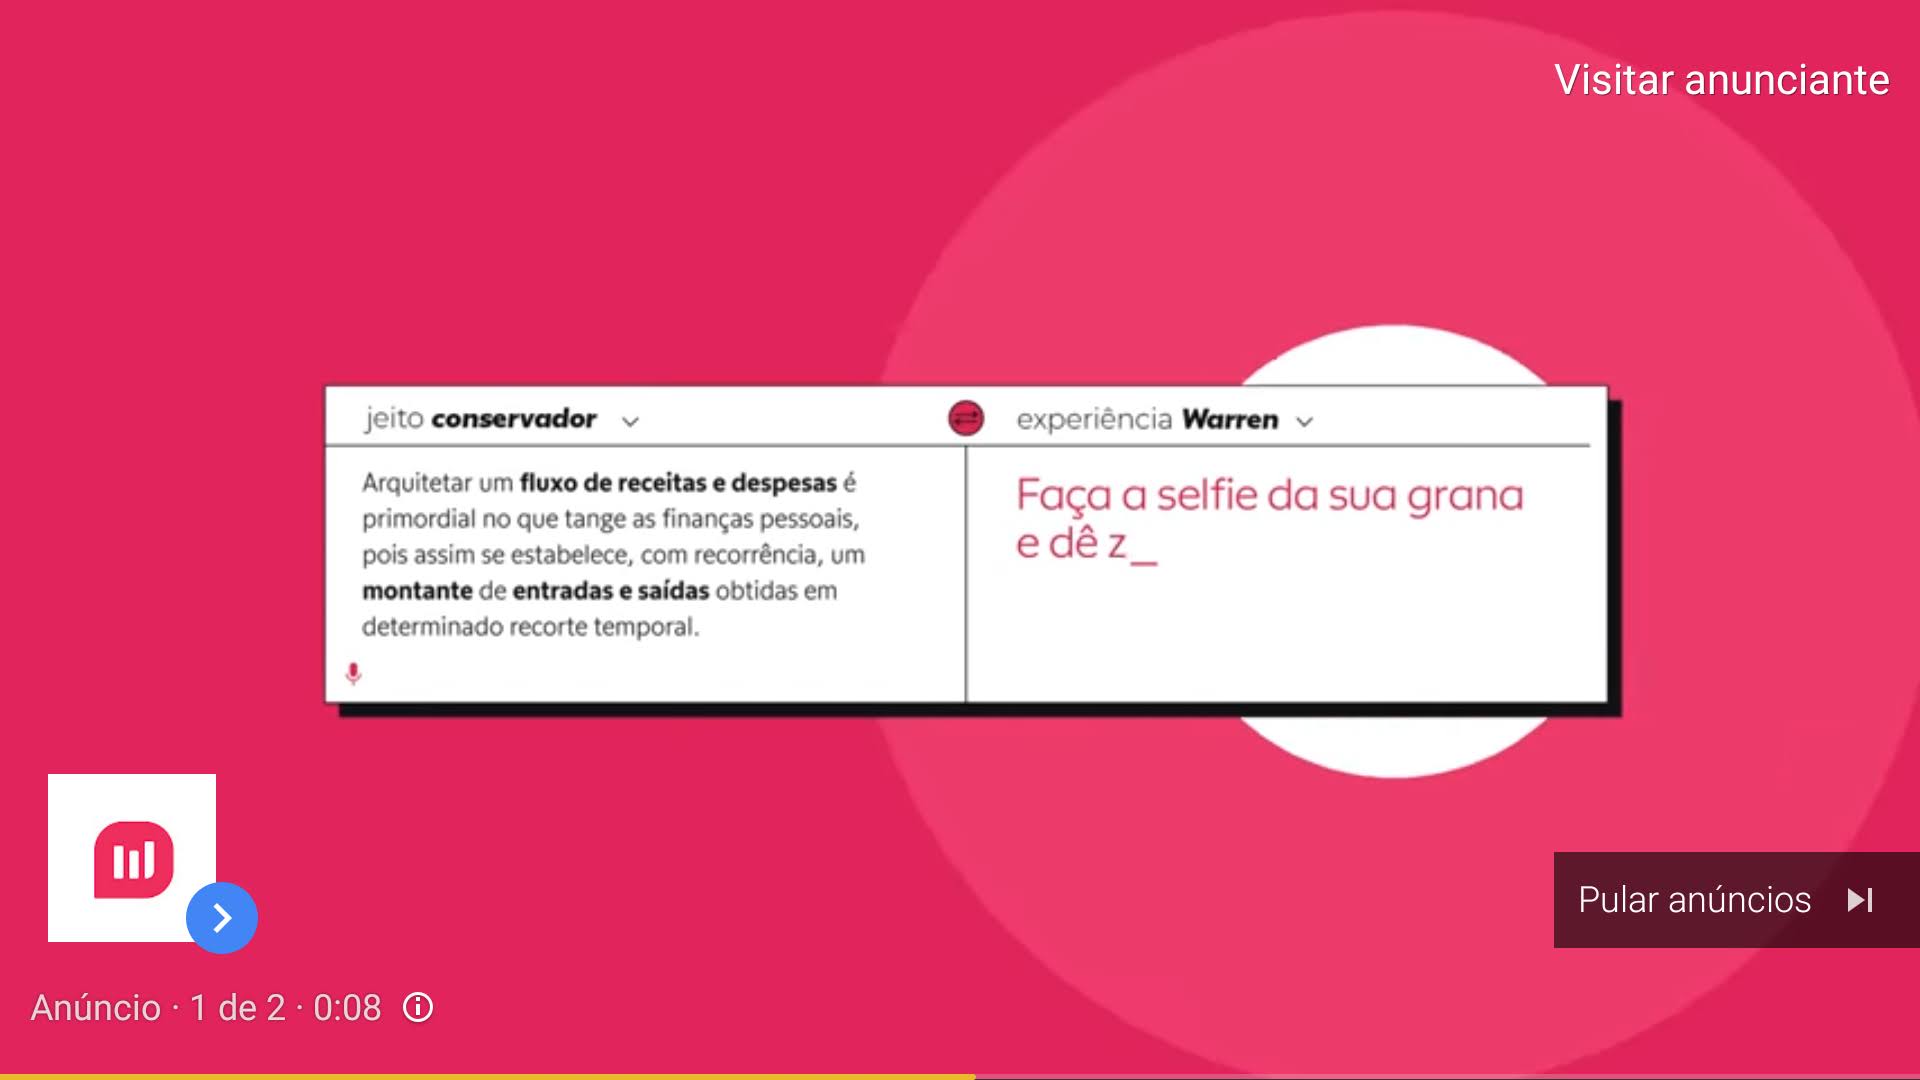 Visitar anunciante
jeito conservador
experiência Warren
Arquitetar um fluxo de receitas e despesas é
primordial no que tange as finanças pessoais,
pois assim se estabelece, com recorrência, um
montante de entradas e saídas obtidas em
determinado recorte temporal.
Faça a selfie da sua grana
e dê z_
Pular anúncios
Anúncio · 1 de 2 · 0:08